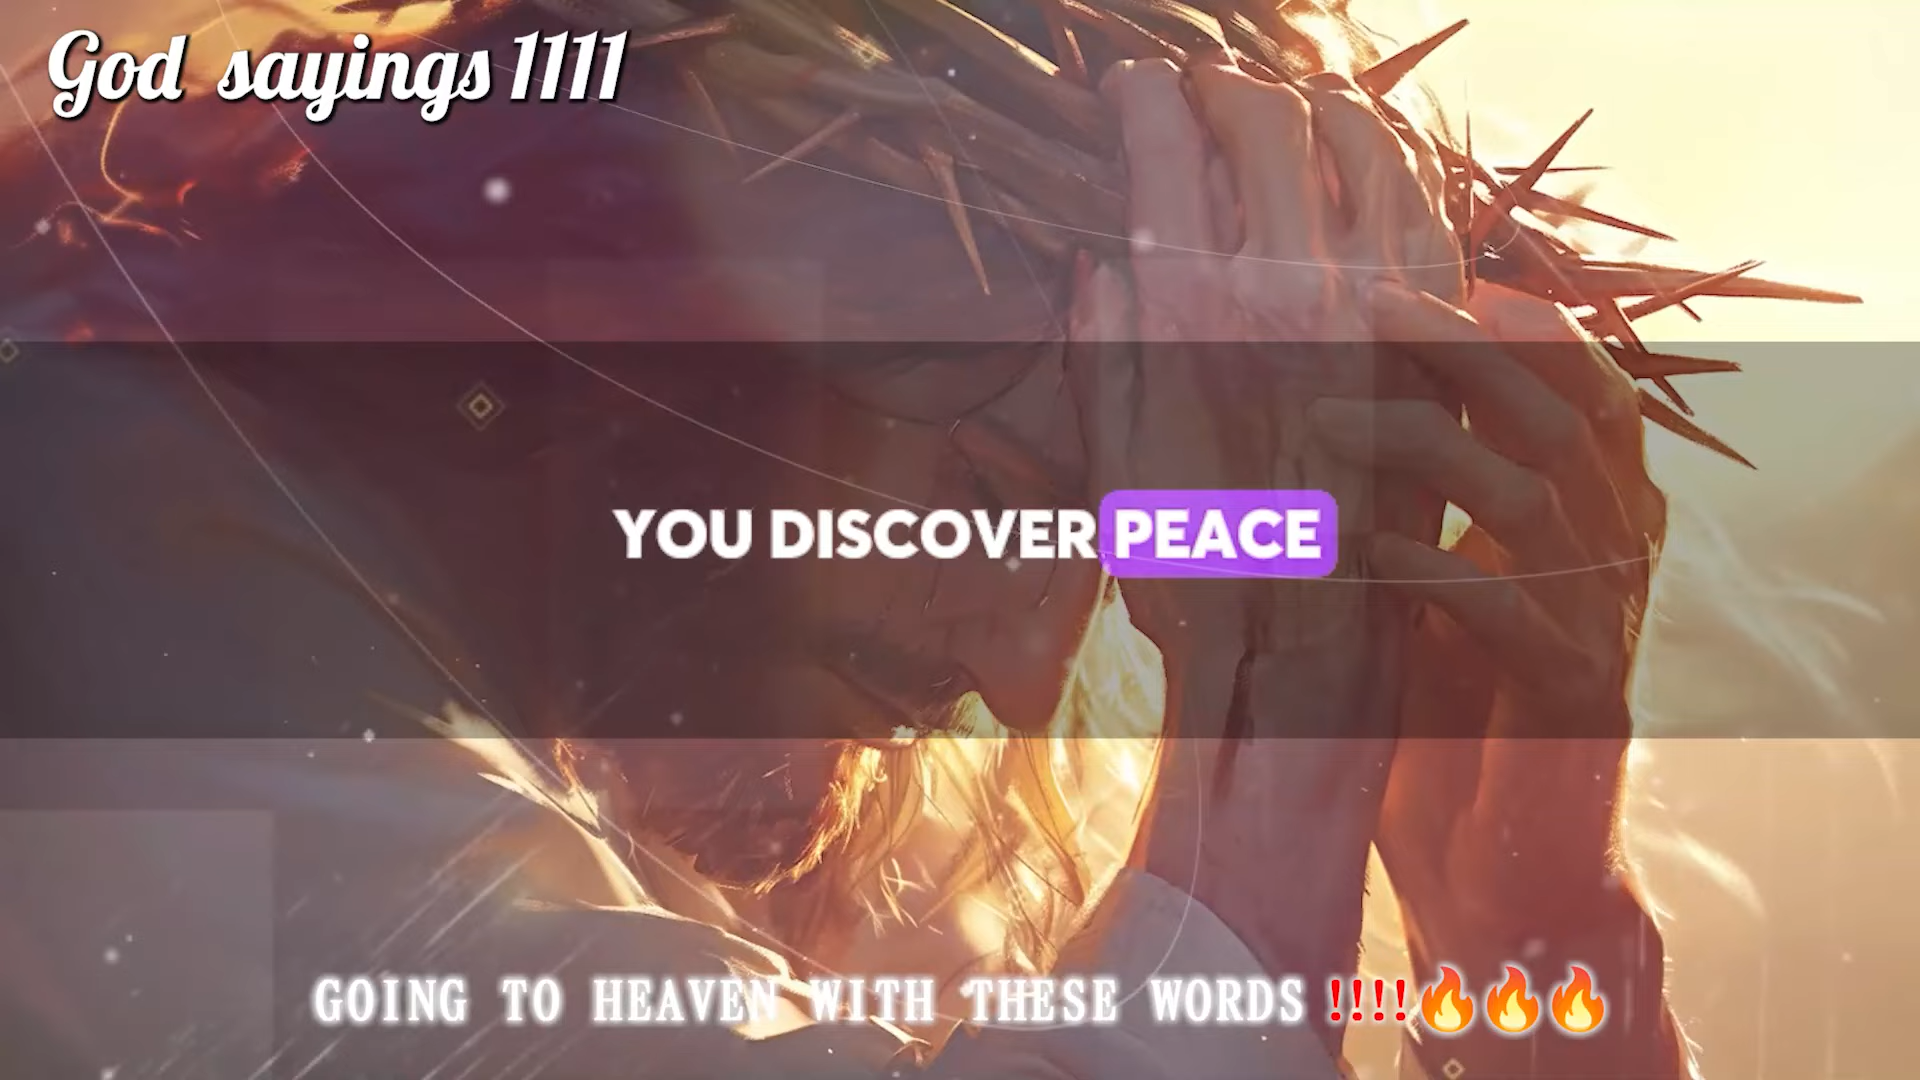 God sayings 1111
YOU DISCOVER PEACE
GOING TO HEAVEN WITH THESE WORDS !!!!🔥🔥🔥